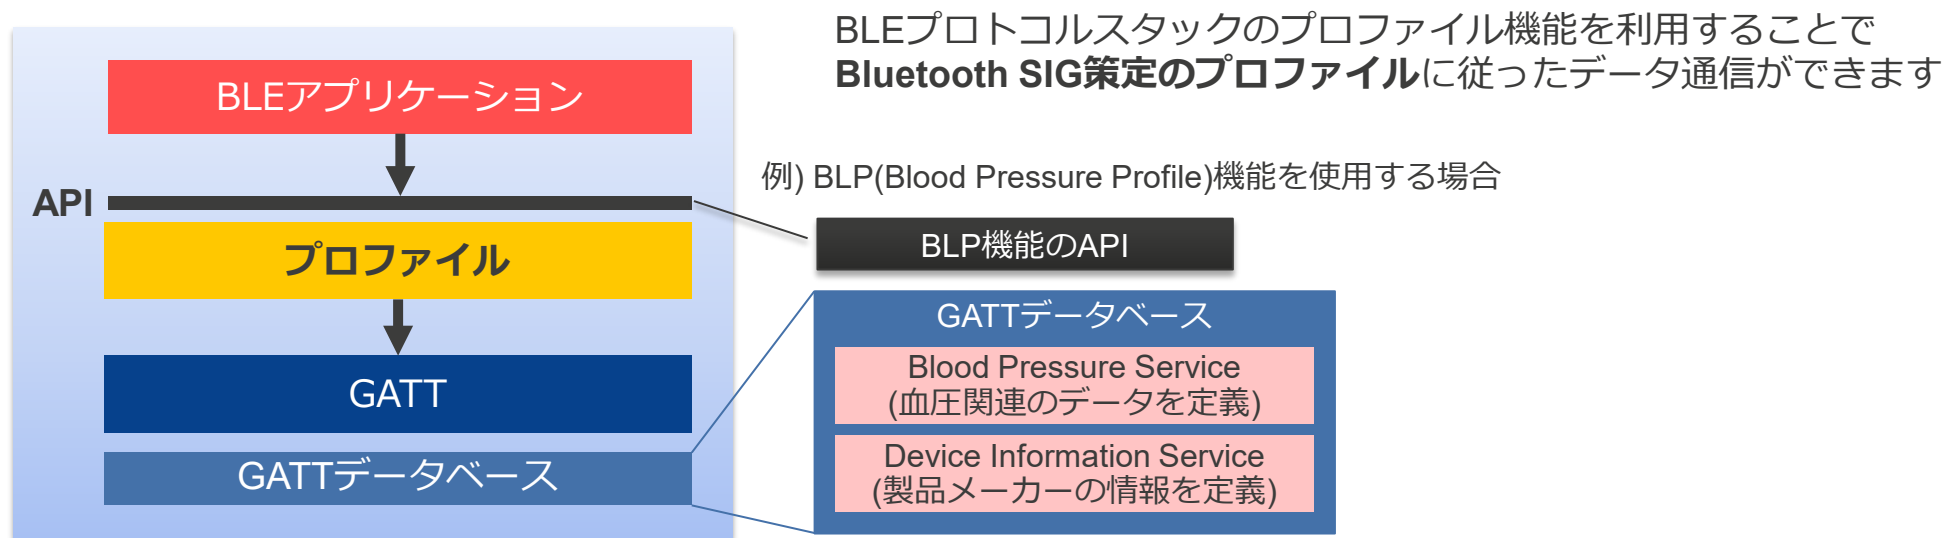 BLEプロトコルスタックのプロファイル機能を利用することで
Bluetooth SIG策定のプロファイルに従ったデータ通信ができます
BLEアプリケーション
API
プロファイル
GATT
GATTデータベース
例) BLP(Blood Pressure Profile)機能を使用する場合
BLP機能のAPI
GATTデータベース
Blood Pressure Service
(血圧関連のデータを定義)
Device Information Service
(製品メーカーの情報を定義)